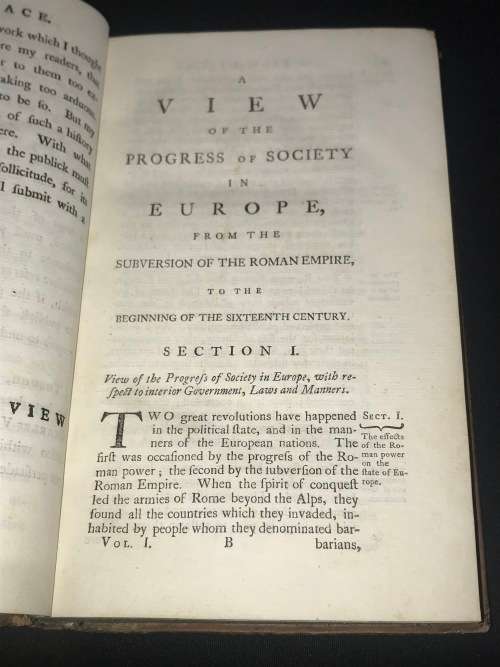 ACE.
work which I thought
re my readers, that
r to them too ex-
aking too arduous
to be ſo. But my
of ſuch a hiſtory
ere. With what
the publick muſt
ſollicitude, for its
I ſubmit with a
VIEW
A
VIEW
OF THE
PROGRESS OF SOCIETY
IN
EUROPE,
FROM THE
SUBVERSION OF THE ROMAN EMPIRE,
TO THE
BEGINNING OF THE SIXTEENTH CENTURY.
SECTION I.
View of the Progreſs of Society in Europe, with re-
ſpect to interior Government, Laws and Manners.
TWO great revolutions have happened
in the political ſtate, and in the man-
ners of the European nations. The
firſt was occaſioned by the progreſs of the Ro-
man power; the ſecond by the ſubverſion of the
Roman Empire. When the ſpirit of conqueſt
led the armies of Rome beyond the Alps, they
found all the countries which they invaded, in-
habited by people whom they denominated bar-
VOL. I. B barians,
SECT. I.
The effects
of the Ro-
man power
on the
ſtate of Eu-
rope.